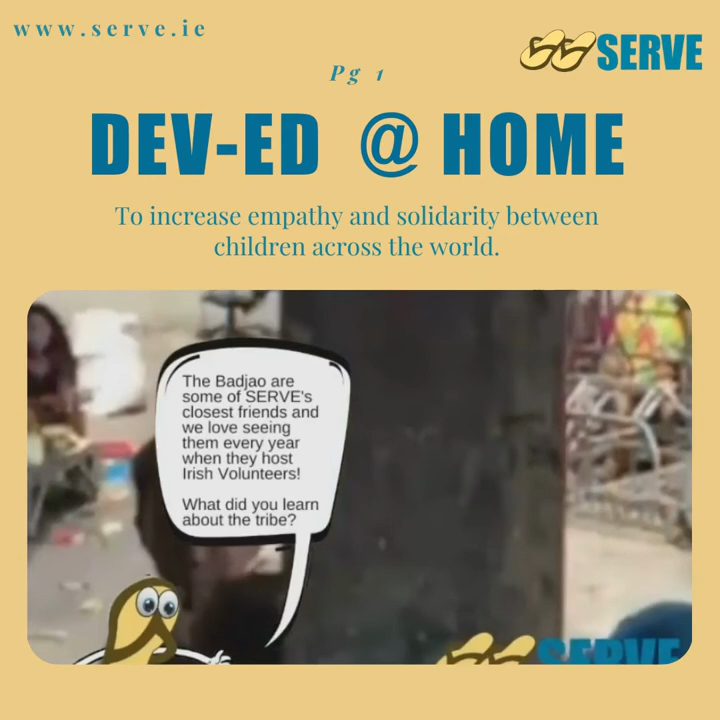 www.serve.ie
SERVE
Pg 1
DEV-ED @ HOME
To increase empathy and solidarity between
children across the world.
The Badjao are
some of SERVE's
closest friends and
we love seeing
them every year
when they host
Irish Volunteers!
What did you learn
about the tribe?
SERVE